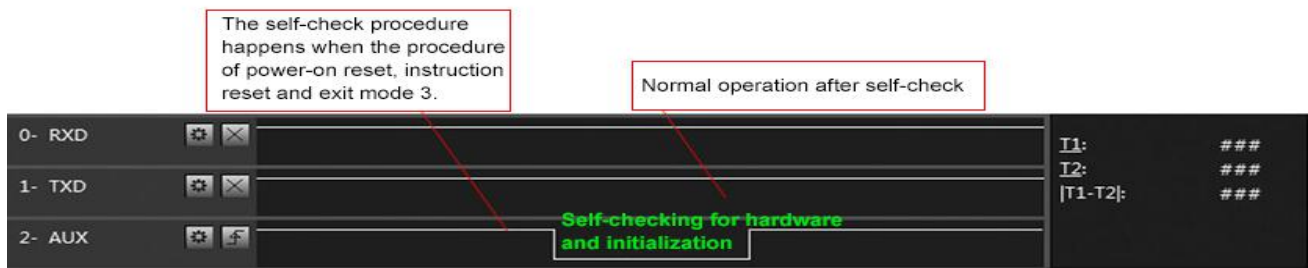 The self-check procedure
happens when the procedure
of power-on reset, instruction
reset and exit mode 3.
Normal operation after self-check
0- RXD
T1: ###
T2: ###
1- TXD
|T1-T2|: ###
Self-checking for hardware
and initialization
2- AUX